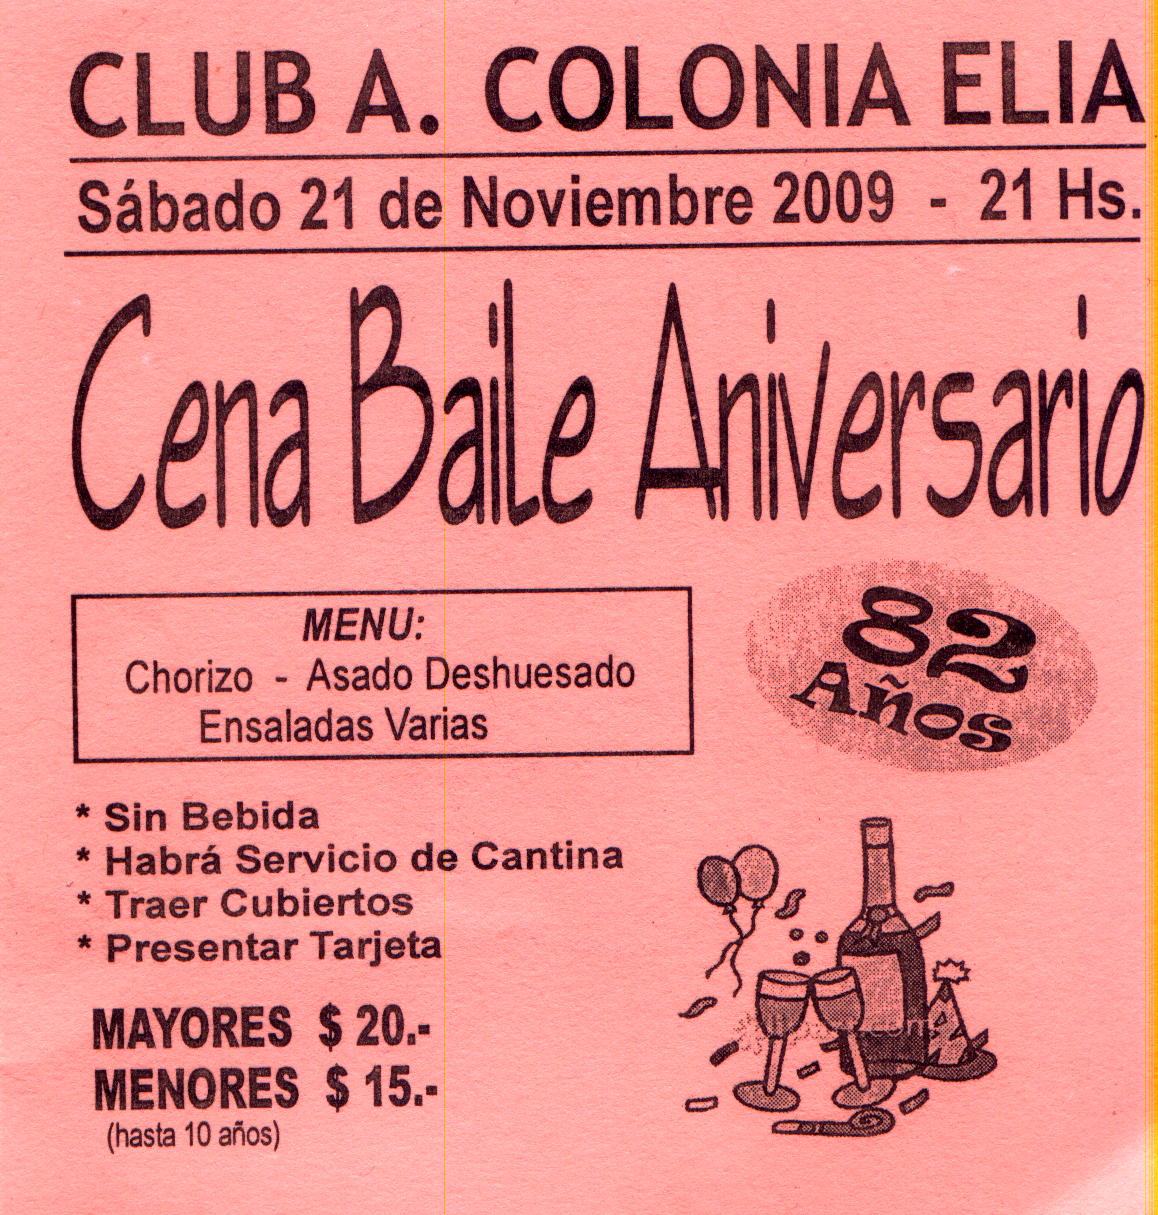 CLUB A. COLONIA ELIA
Sábado 21 de Noviembre 2009 - 21 Hs.
Cena Baile Aniversario
MENU:
Chorizo - Asado Deshuesado
Ensaladas Varias
82
Años
* Sin Bebida
* Habrá Servicio de Cantina
* Traer Cubiertos
* Presentar Tarjeta
MAYORES $ 20.-
MENORES $ 15.-
(hasta 10 años)